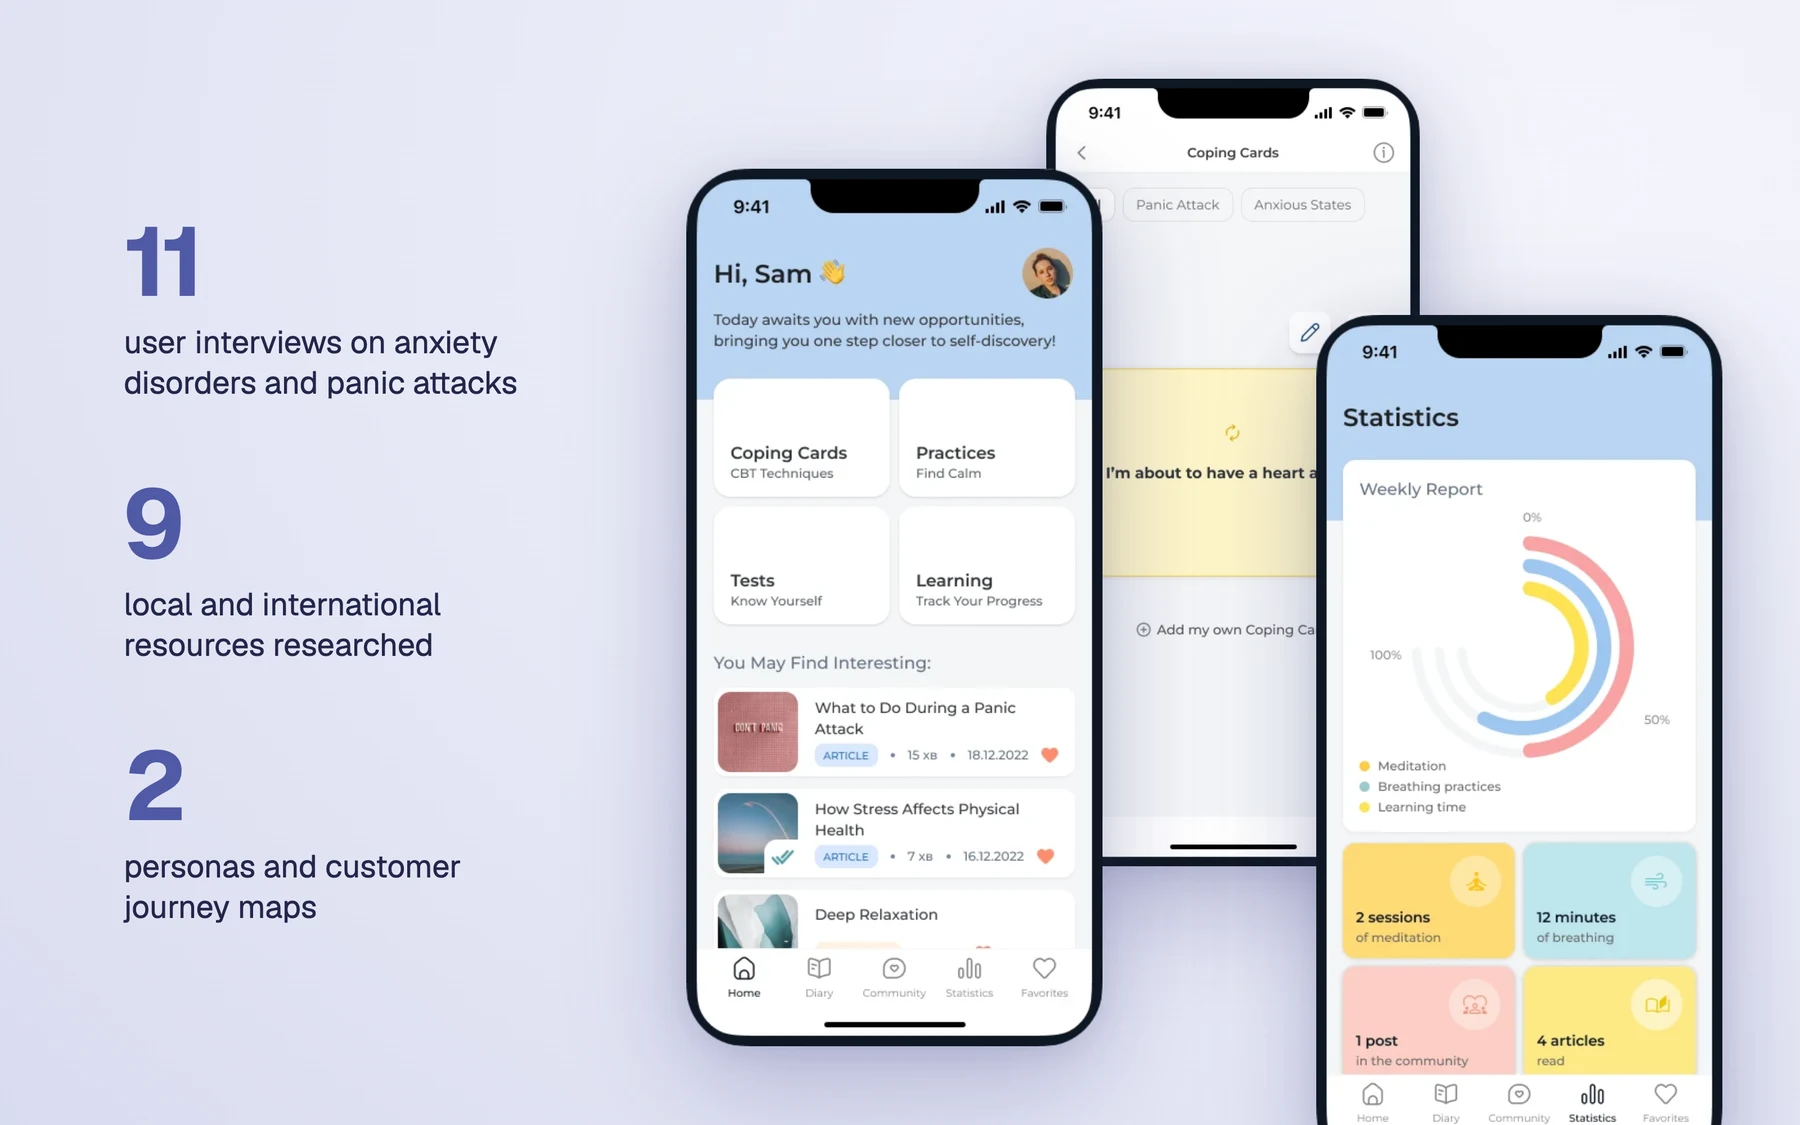 11
user interviews on anxiety
disorders and panic attacks
9
local and international
resources researched
2
personas and customer
journey maps
9:41
Hi, Sam 👋
Today awaits you with new opportunities,
bringing you one step closer to self-discovery!
Coping Cards
CBT Techniques
Practices
Find Calm
Tests
Know Yourself
Learning
Track Your Progress
You May Find Interesting:
DON'T PANIC
What to Do During a Panic
Attack
ARTICLE • 15 хв • 18.12.2022
How Stress Affects Physical
Health
ARTICLE • 7 хв • 16.12.2022
Deep Relaxation
Home Diary Community Statistics Favorites
9:41
Coping Cards
Panic Attack Anxious States
I'm about to have a heart
Add my own Coping
9:41
Statistics
Weekly Report
0%
100%
50%
Meditation
Breathing practices
Learning time
2 sessions
of meditation
12 minutes
of breathing
1 post
in the community
4 articles
read
Home Diary Community Statistics Favorites